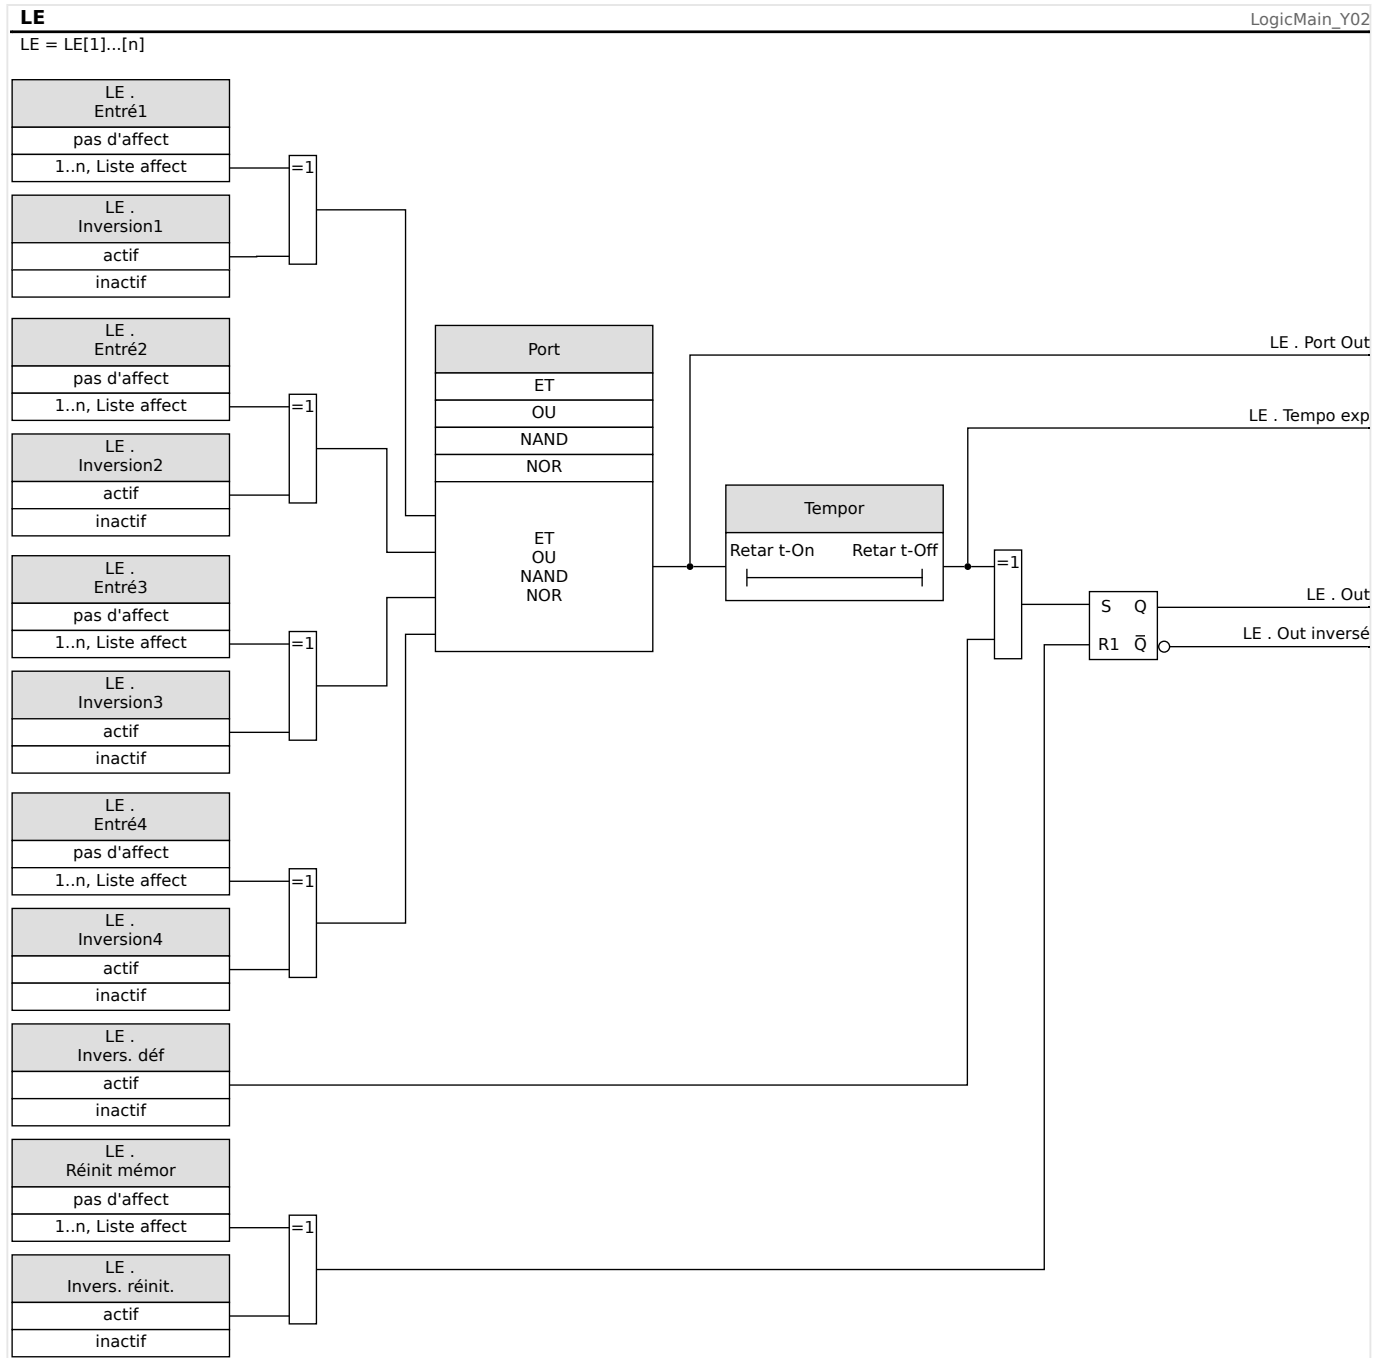 LE
LogicMain_Y02
LE = LE[1]...[n]
LE .
Entré1
pas d'affect
1..n, Liste affect
=1
LE .
Inversion1
actif
inactif
LE .
Entré2
pas d'affect
1..n, Liste affect
=1
LE .
Inversion2
actif
inactif
LE .
Entré3
pas d'affect
1..n, Liste affect
=1
LE .
Inversion3
actif
inactif
LE .
Entré4
pas d'affect
1..n, Liste affect
=1
LE .
Inversion4
actif
inactif
LE .
Invers. déf
actif
inactif
LE .
Réinit mémor
pas d'affect
1..n, Liste affect
=1
LE .
Invers. réinit.
actif
inactif
Port
ET
OU
NAND
NOR
ET
OU
NAND
NOR
Tempor
Retar t-On Retar t-Off
=1
S Q
R1 Q̅
LE . Port Out
LE . Tempo exp
LE . Out
LE . Out inversé